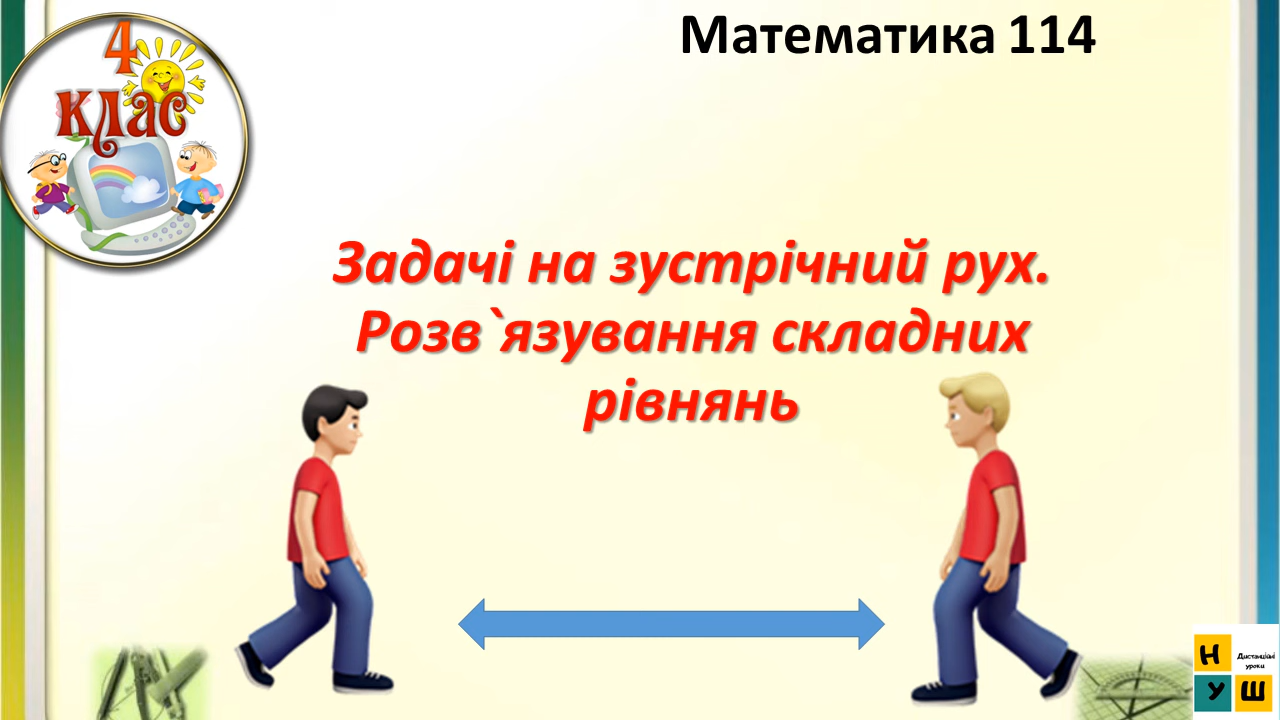 Математика 114
4
клас
Задачі на зустрічний рух.
Розв`язування складних
рівнянь
Н
Дистанційні
уроки
У Ш